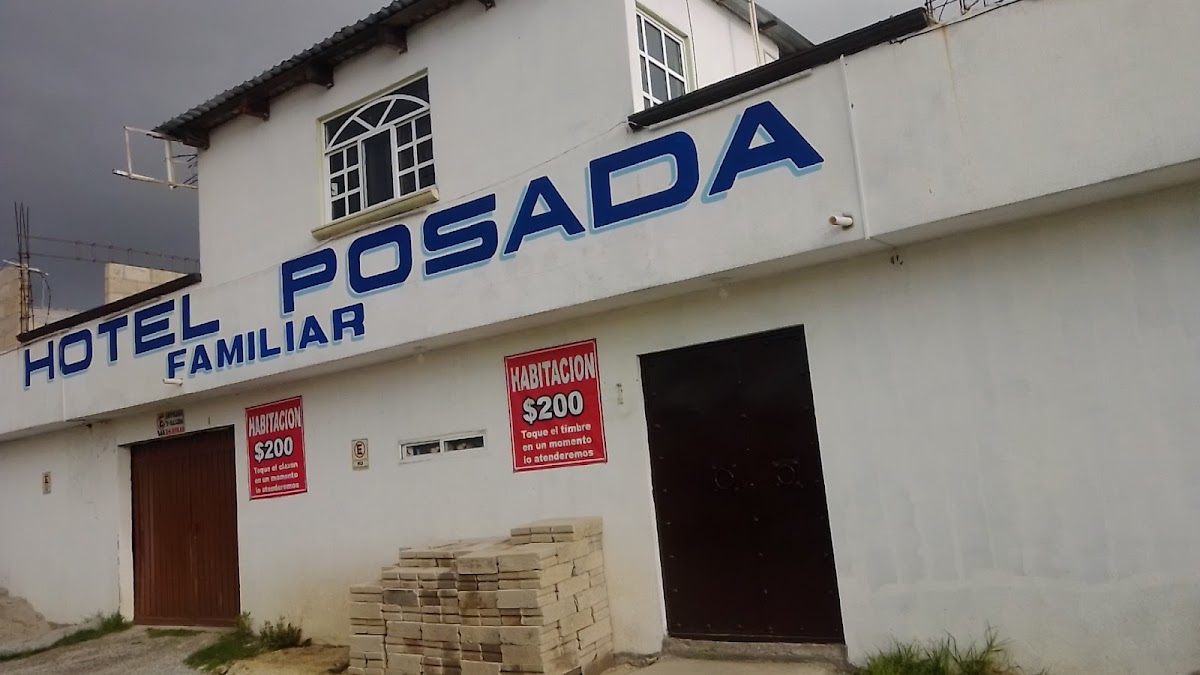 HOTEL POSADA
FAMILIAR
HABITACION
$200
Toque el claxon
en un momento
lo atenderemos
E
NO
HABITACION
$200
Toque el timbre
en un momento
lo atenderemos